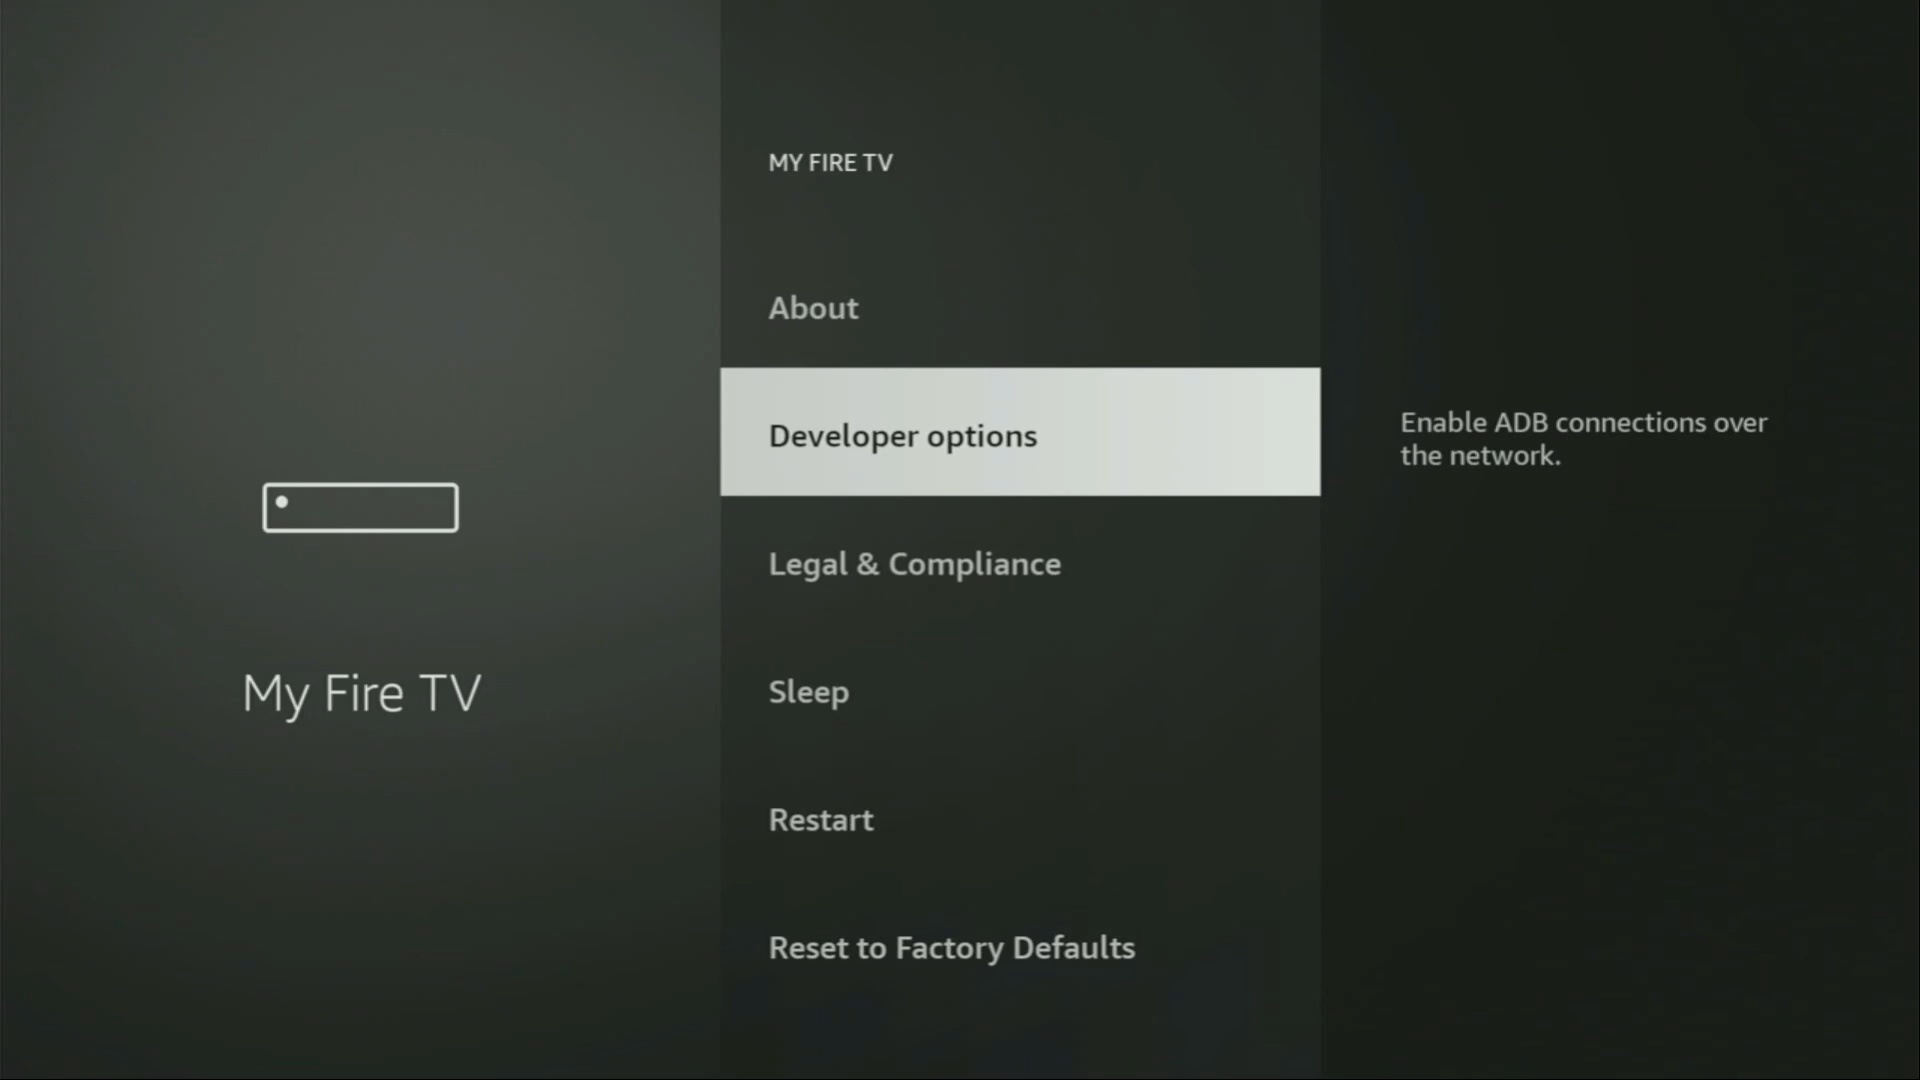 MY FIRE TV
About
Developer options
Enable ADB connections over
the network.
Legal & Compliance
Sleep
My Fire TV
Restart
Reset to Factory Defaults